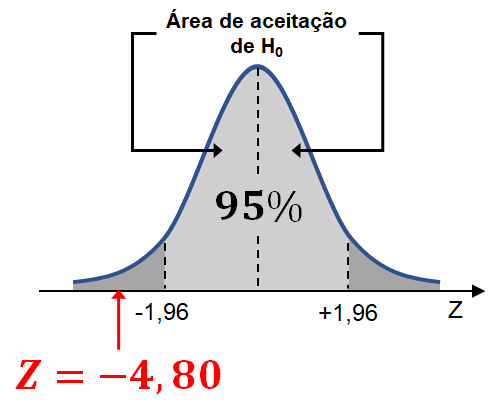 Área de aceitação
de H₀
95%
-1,96
+1,96
Z
Z = −4,80